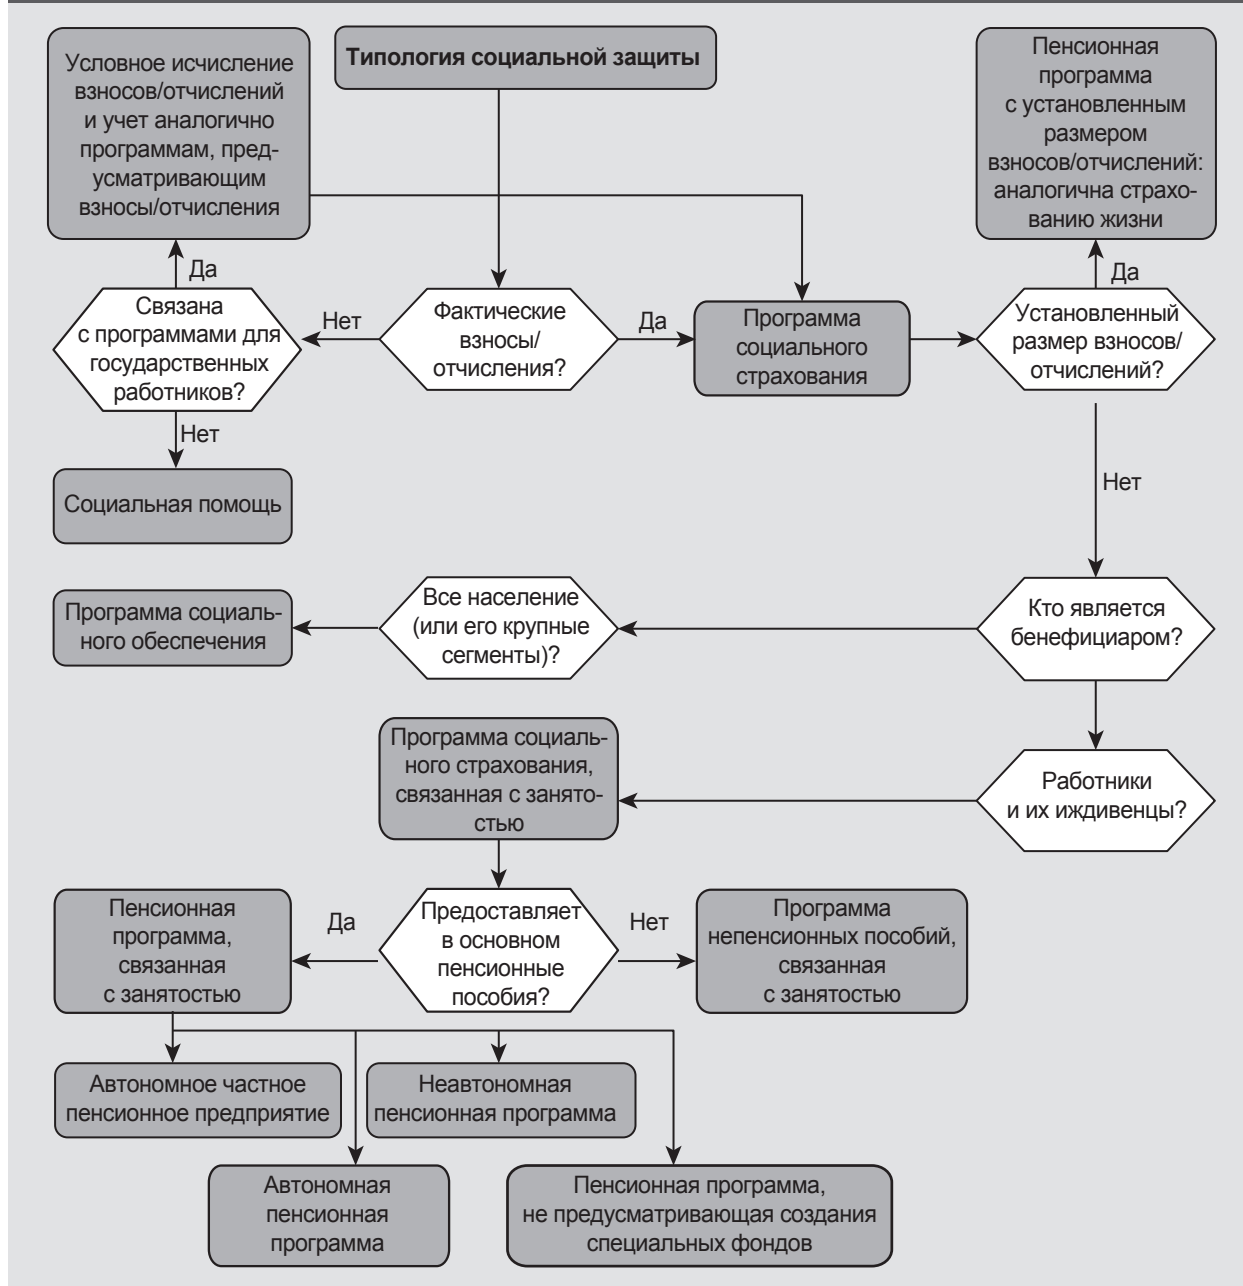 Типология социальной защиты
Условное исчисление
взносов/отчислений
и учет аналогично
программам, пред-
усматривающим
взносы/отчисления
Пенсионная
программа
с установленным
размером
взносов/отчислений:
аналогична страхо-
ванию жизни
Да
Да
Связана
с программами для
государственных
работников?
Нет
Фактические
взносы/
отчисления?
Да
Программа
социального
страхования
Установленный
размер взносов/
отчислений?
Нет
Социальная помощь
Нет
Программа социаль-
ного обеспечения
Все население
(или его крупные
сегменты)?
Кто является
бенефициаром?
Программа социаль-
ного страхования,
связанная с занято-
стью
Работники
и их иждивенцы?
Пенсионная
программа,
связанная
с занятостью
Да
Предоставляет
в основном
пенсионные
пособия?
Нет
Программа
непенсионных пособий,
связанная
с занятостью
Автономное частное
пенсионное предприятие
Неавтономная
пенсионная программа
Автономная
пенсионная
программа
Пенсионная программа,
не предусматривающая создания
специальных фондов